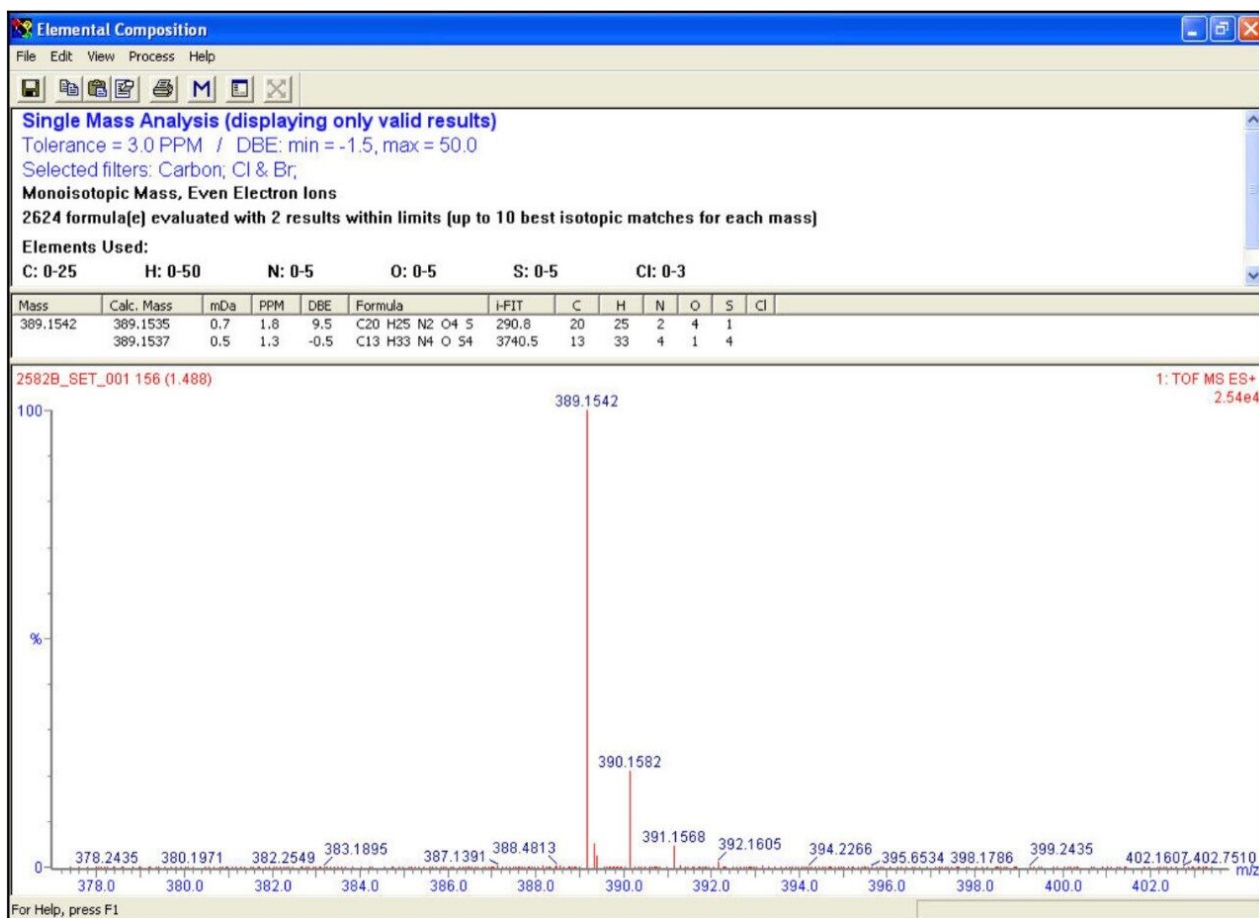 Elemental Composition
File Edit View Process Help
M
Single Mass Analysis (displaying only valid results)
Tolerance = 3.0 PPM / DBE: min = -1.5, max = 50.0
Selected filters: Carbon; Cl & Br;
Monoisotopic Mass, Even Electron Ions
2624 formula(e) evaluated with 2 results within limits (up to 10 best isotopic matches for each mass)
Elements Used:
C: 0-25 H: 0-50 N: 0-5 O: 0-5 S: 0-5 Cl: 0-3
Mass Calc. Mass mDa PPM DBE Formula i-FIT C H N O S Cl
389.1542 389.1535 0.7 1.8 9.5 C20 H25 N2 O4 S 290.8 20 25 2 4 1
389.1537 0.5 1.3 -0.5 C13 H33 N4 O S4 3740.5 13 33 4 1 4
2582B_SET_001 156 (1.488) 1: TOF MS ES+
2.54e4
100 389.1542
%
390.1582
391.1568
378.2435 380.1971 382.2549 383.1895 387.1391 388.4813 392.1605 394.2266 395.6534 398.1786 399.2435 402.1607 402.7510
0 m/z
378.0 380.0 382.0 384.0 386.0 388.0 390.0 392.0 394.0 396.0 398.0 400.0 402.0
For Help, press F1